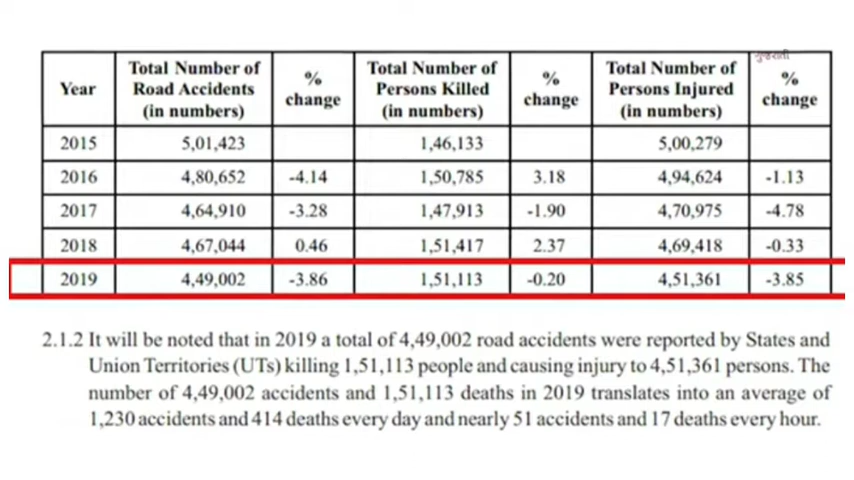 ગુજરાતી
Year Total Number of Road Accidents (in numbers) % change Total Number of Persons Killed (in numbers) % change Total Number of Persons Injured (in numbers) % change
2015 5,01,423 1,46,133 5,00,279
2016 4,80,652 -4.14 1,50,785 3.18 4,94,624 -1.13
2017 4,64,910 -3.28 1,47,913 -1.90 4,70,975 -4.78
2018 4,67,044 0.46 1,51,417 2.37 4,69,418 -0.33
2019 4,49,002 -3.86 1,51,113 -0.20 4,51,361 -3.85
2.1.2 It will be noted that in 2019 a total of 4,49,002 road accidents were reported by States and
Union Territories (UTs) killing 1,51,113 people and causing injury to 4,51,361 persons. The
number of 4,49,002 accidents and 1,51,113 deaths in 2019 translates into an average of
1,230 accidents and 414 deaths every day and nearly 51 accidents and 17 deaths every hour.